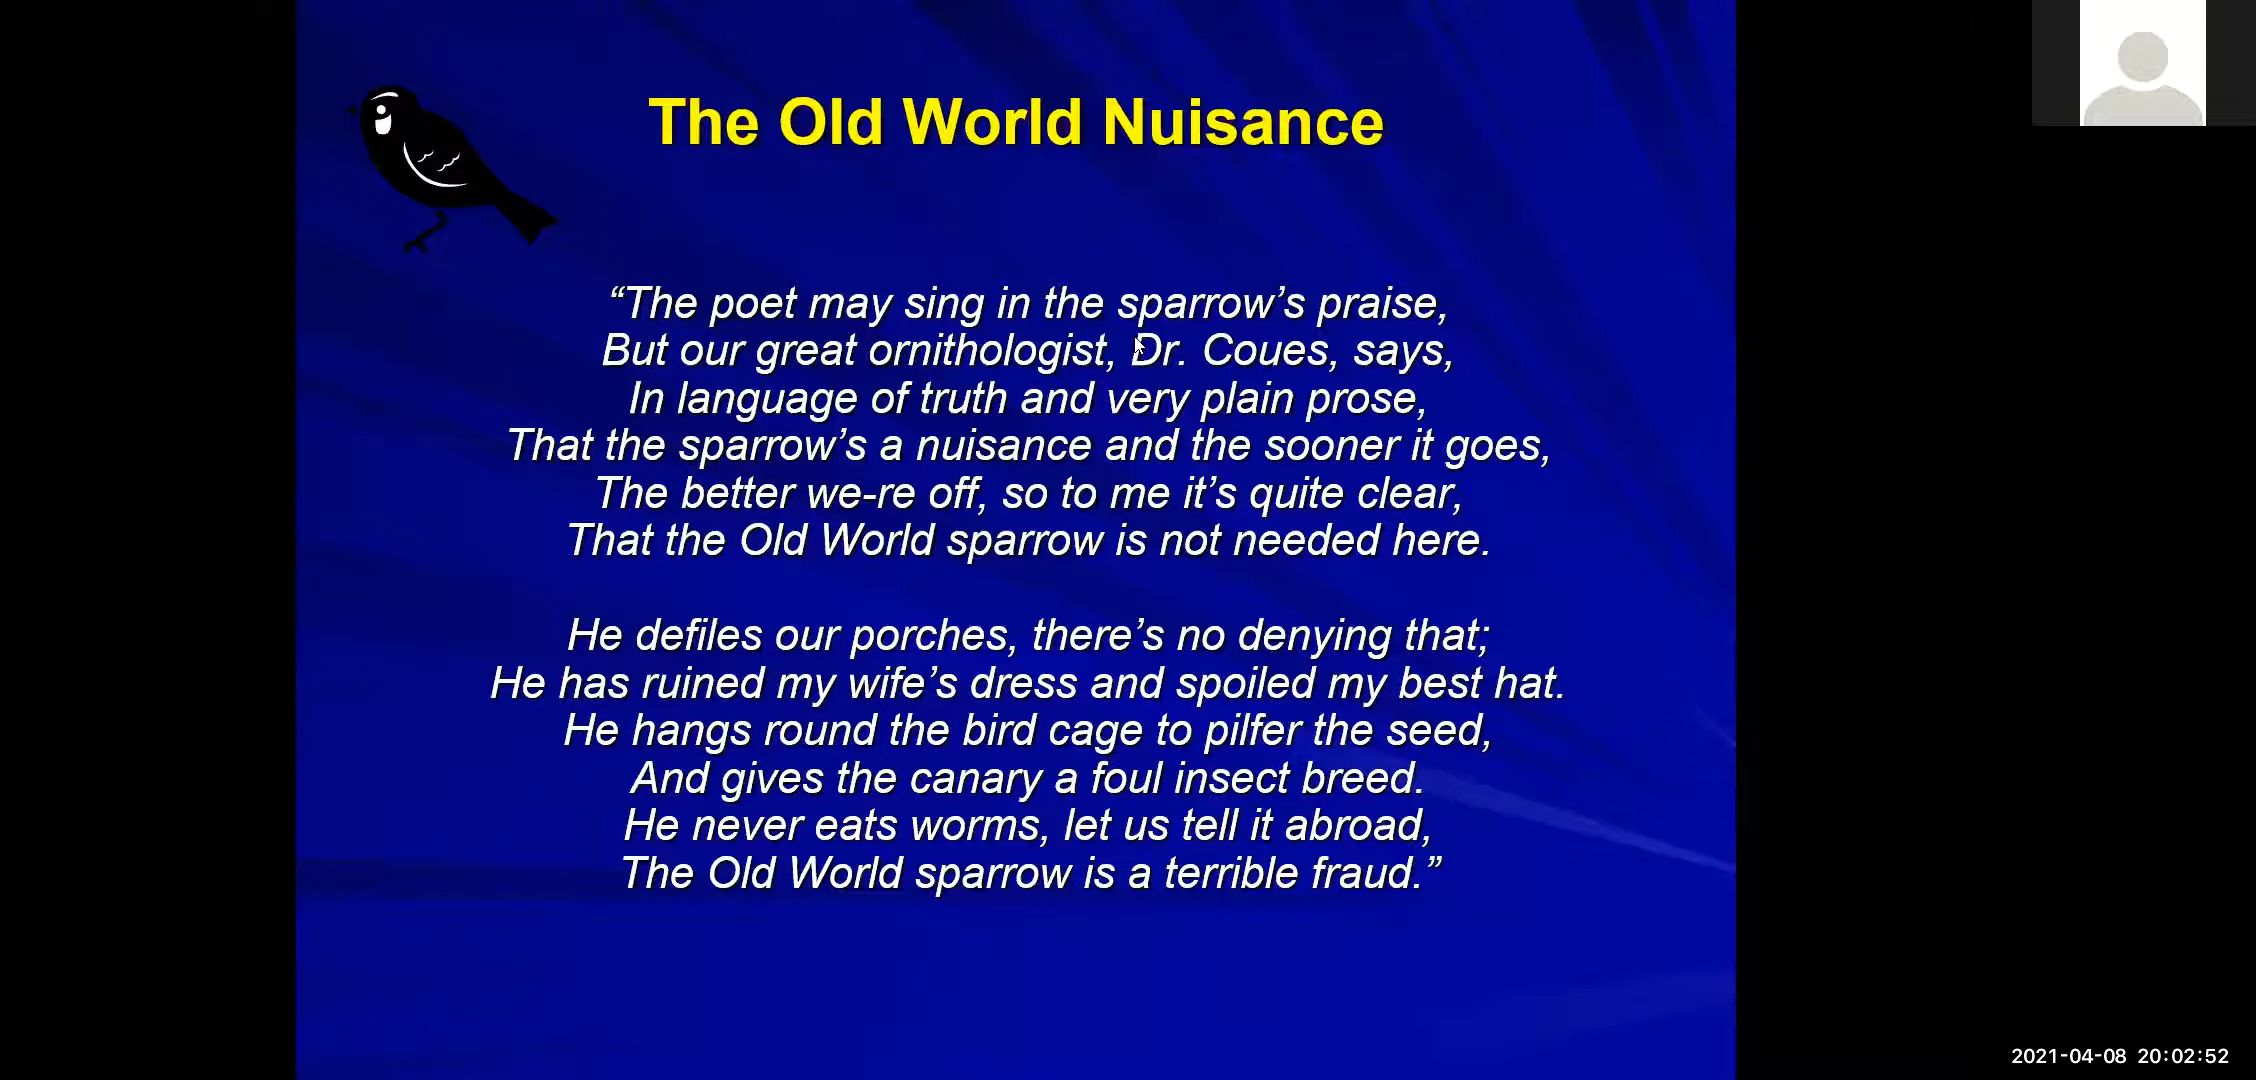 The Old World Nuisance
“The poet may sing in the sparrow’s praise,
But our great ornithologist, Dr. Coues, says,
In language of truth and very plain prose,
That the sparrow’s a nuisance and the sooner it goes,
The better we-re off, so to me it’s quite clear,
That the Old World sparrow is not needed here.
He defiles our porches, there’s no denying that;
He has ruined my wife’s dress and spoiled my best hat.
He hangs round the bird cage to pilfer the seed,
And gives the canary a foul insect breed.
He never eats worms, let us tell it abroad,
The Old World sparrow is a terrible fraud.”
2021-04-08 20:02:52